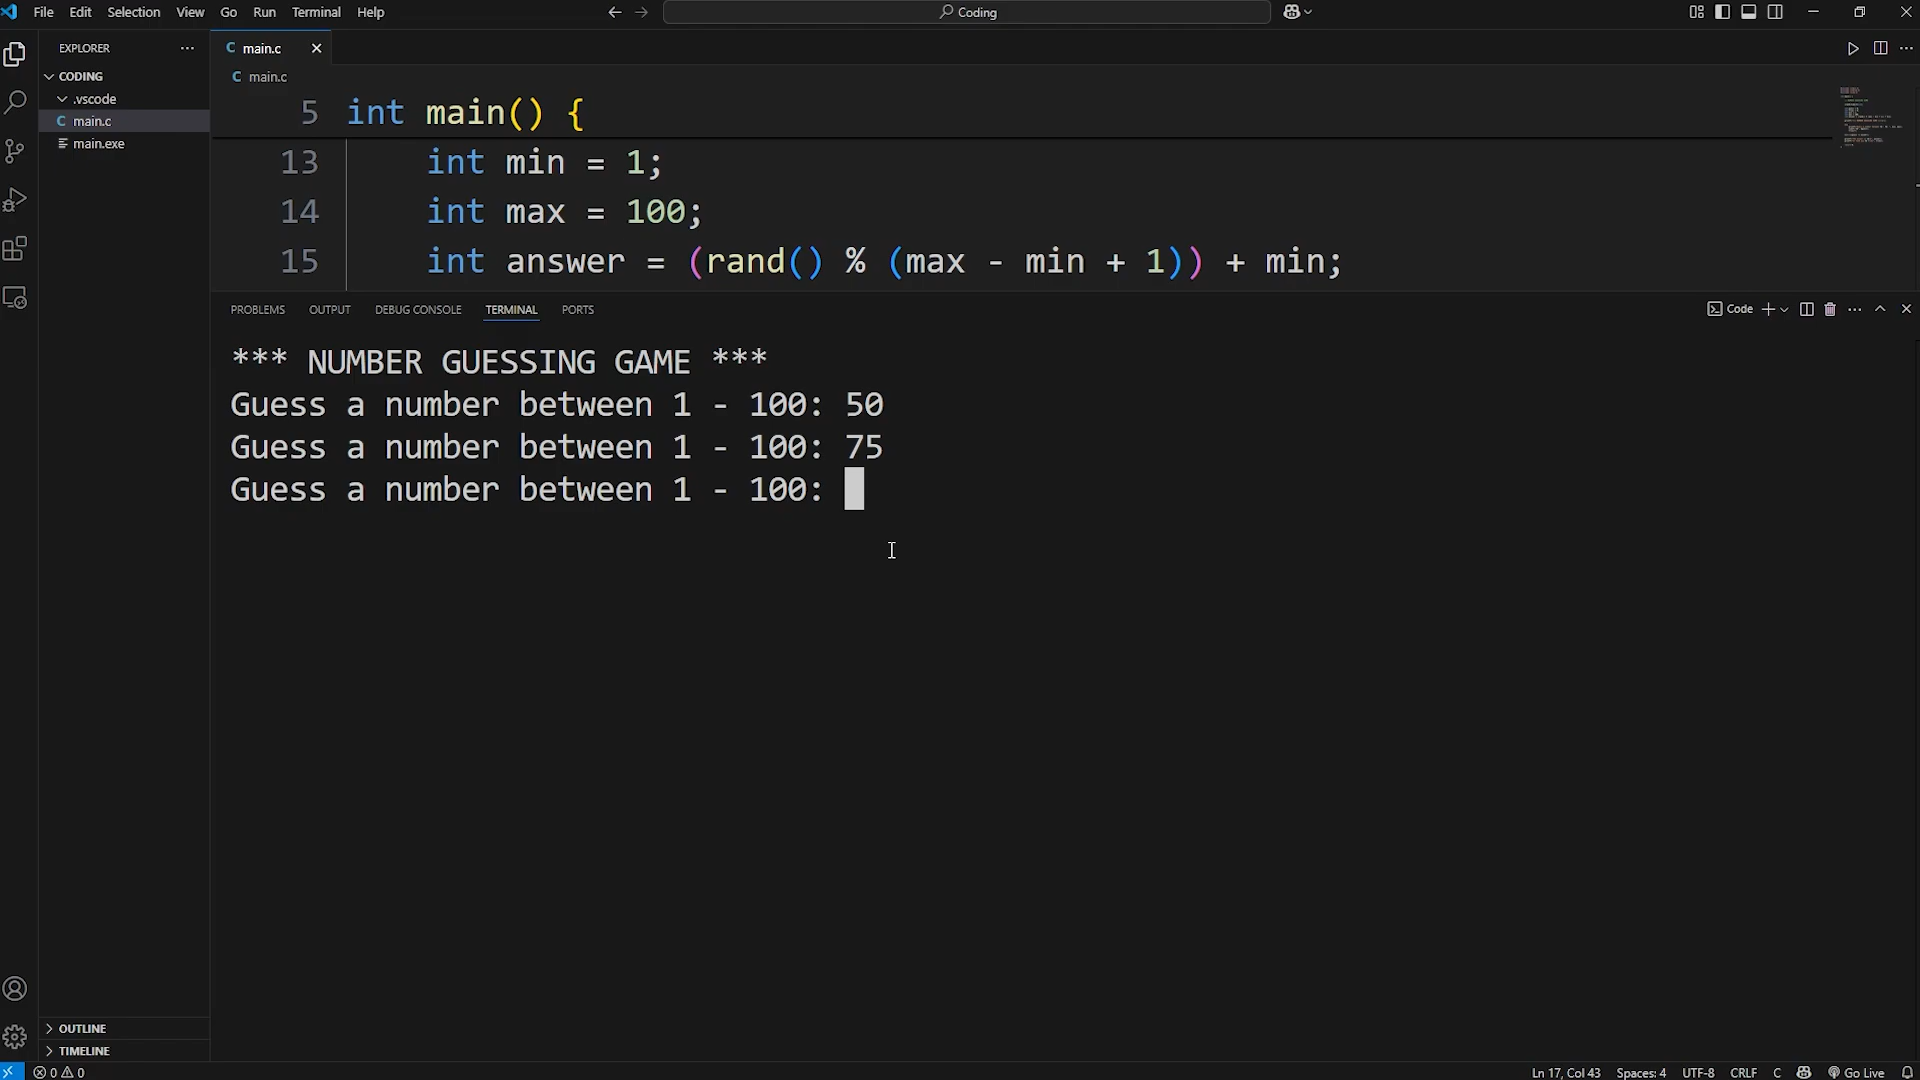 File Edit Selection View Go Run Terminal Help
Coding
EXPLORER
CODING
.vscode
C main.c
main.exe
OUTLINE
TIMELINE
C main.c
C main.c
5 int main() {
13 int min = 1;
14 int max = 100;
15 int answer = (rand() % (max - min + 1)) + min;
PROBLEMS OUTPUT DEBUG CONSOLE TERMINAL PORTS
Code
*** NUMBER GUESSING GAME ***
Guess a number between 1 - 100: 50
Guess a number between 1 - 100: 75
Guess a number between 1 - 100:
0 0
Ln 17, Col 43 Spaces: 4 UTF-8 CRLF C Go Live